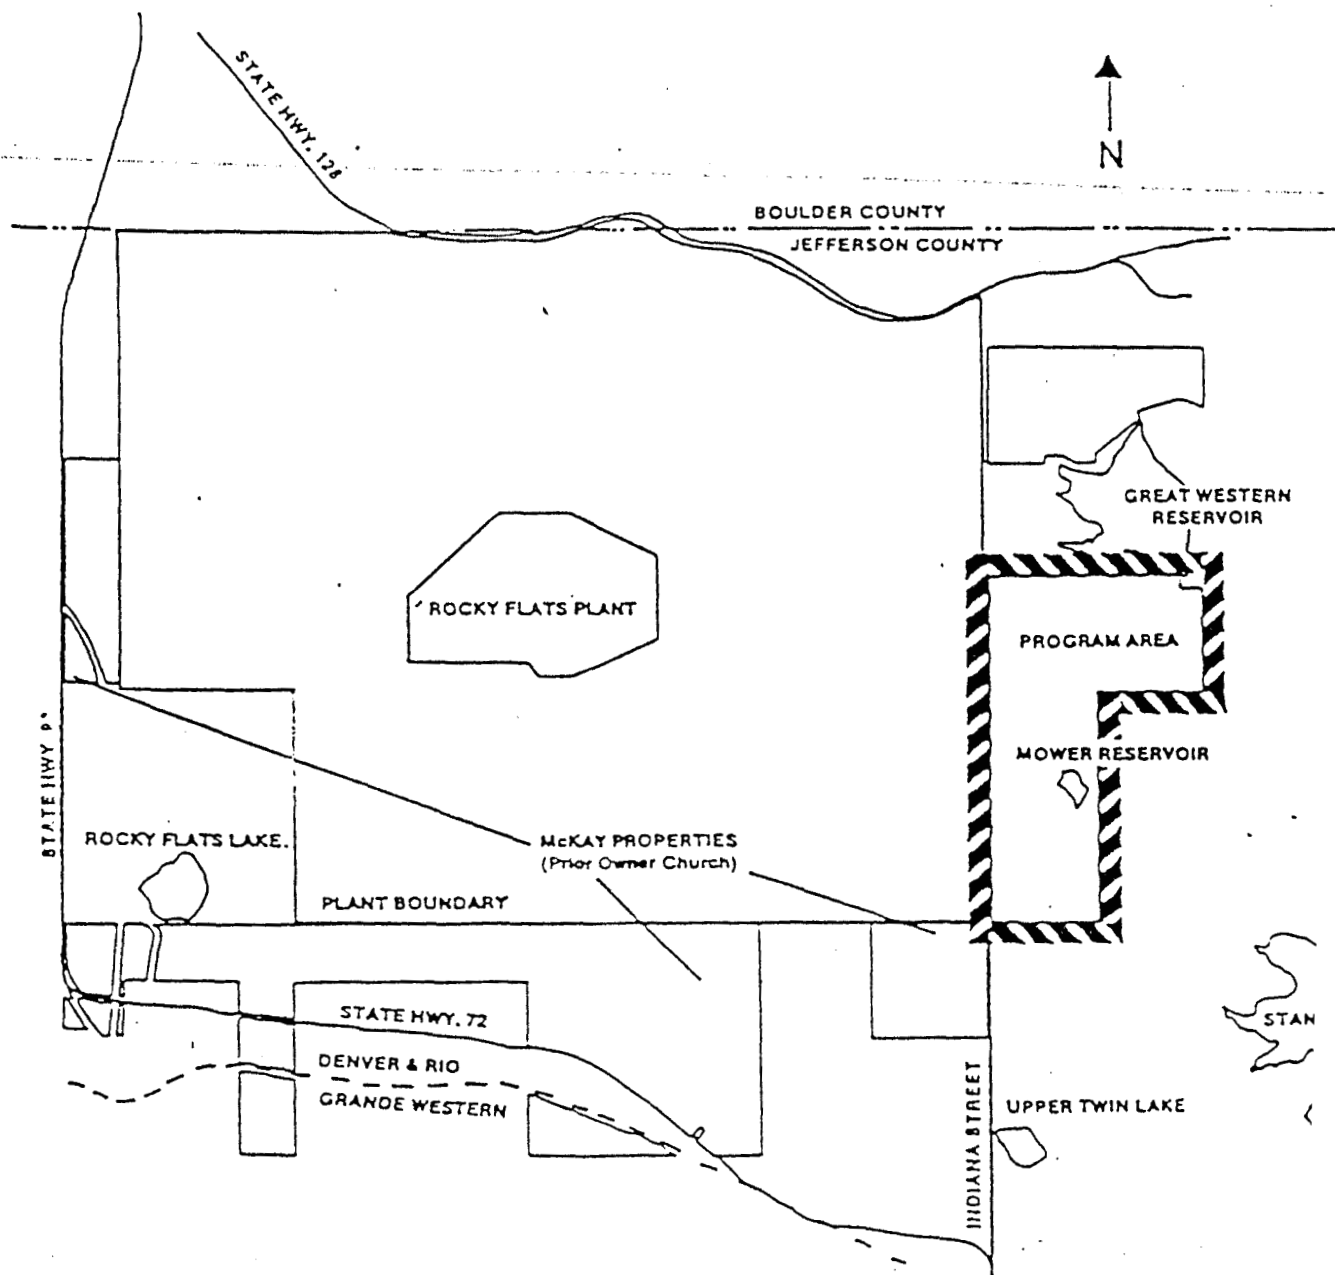 STATE HWY. 128
N
BOULDER COUNTY
JEFFERSON COUNTY
GREAT WESTERN
RESERVOIR
ROCKY FLATS PLANT
PROGRAM AREA
STATE HWY
MOWER RESERVOIR
ROCKY FLATS LAKE.
McKAY PROPERTIES
(Prior Owner Church)
PLANT BOUNDARY
STATE HWY. 72
STAN
DENVER & RIO
GRANDE WESTERN
INDIANA STREET
UPPER TWIN LAKE